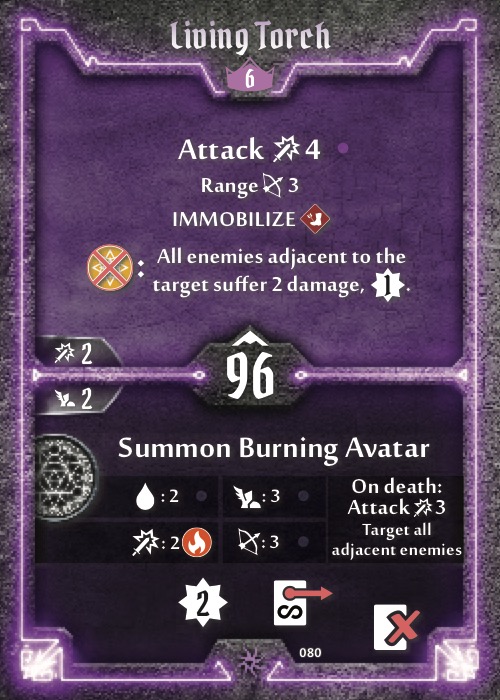 Living Torch
6
Attack 4
Range 3
IMMOBILIZE
: All enemies adjacent to the
target suffer 2 damage, 1.
2
96
2
Summon Burning Avatar
: 2
: 3
On death:
Attack 3
Target all
adjacent enemies
: 2
: 3
2
080